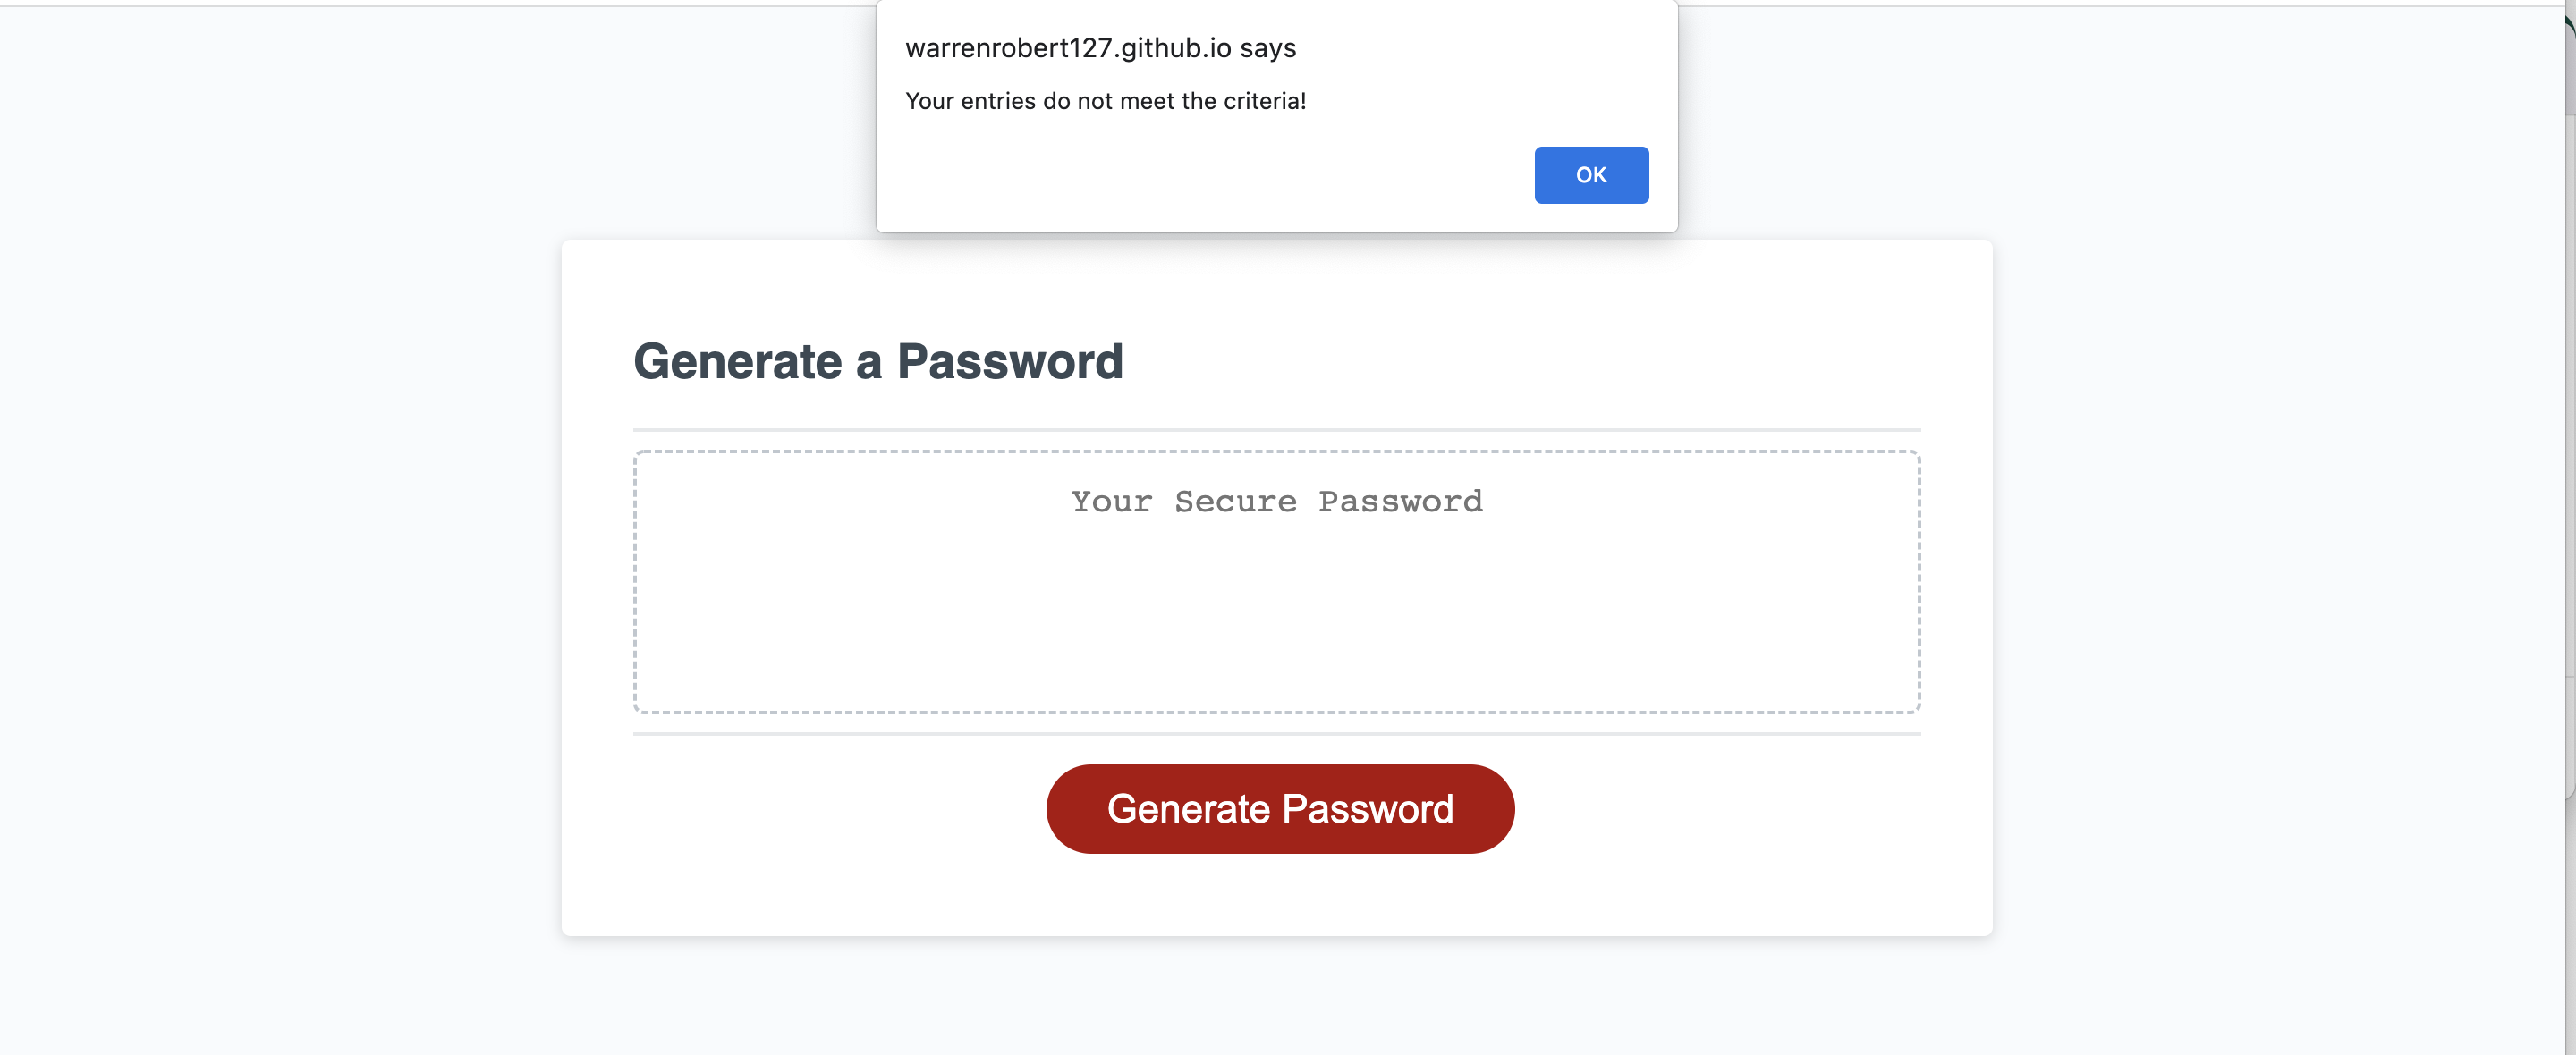 warrenrobert127.github.io says
Your entries do not meet the criteria!
OK
Generate a Password
Your Secure Password
Generate Password